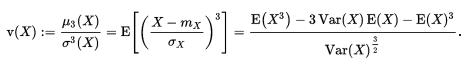 v(X) := μ₃(X) / σ³(X) = E[((X − m_X) / σ_X)³] = (E(X³) − 3 Var(X) E(X) − E(X)³) / Var(X)^(3/2) .